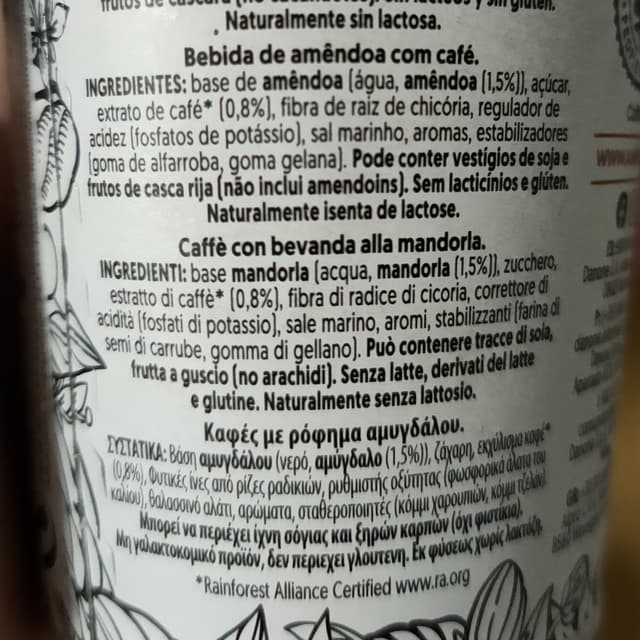 frutos de cáscara (no cacahuetes). Sin lácteos y sin gluten.
Naturalmente sin lactosa.
Bebida de amêndoa com café.
INGREDIENTES: base de amêndoa (água, amêndoa (1,5%)), açúcar,
extrato de café* (0,8%), fibra de raiz de chicória, regulador de
acidez (fosfatos de potássio), sal marinho, aromas, estabilizadores
(goma de alfarroba, goma gelana). Pode conter vestígios de soja e
frutos de casca rija (não inclui amendoins). Sem lacticínios e glúten.
Naturalmente isenta de lactose.
Caffè con bevanda alla mandorla.
INGREDIENTI: base mandorla (acqua, mandorla (1,5%)), zucchero,
estratto di caffè* (0,8%), fibra di radice di cicoria, correttore di
acidità (fosfati di potassio), sale marino, aromi, stabilizzanti (farina di
semi di carrube, gomma di gellano). Può contenere tracce di soia,
frutta a guscio (no arachidi). Senza latte, derivati del latte
e glutine. Naturalmente senza lattosio.
Καφές με ρόφημα αμυγδάλου.
ΣΥΣΤΑΤΙΚΑ: Βάση αμυγδάλου (νερό, αμύγδαλο (1,5%)), ζάχαρη, εκχύλισμα καφέ*
(0,8%), Φυτικές ίνες από ρίζες ραδικιών, ρυθμιστής οξύτητας (φωσφορικά άλατα του
καλίου), θαλασσινό αλάτι, αρώματα, σταθεροποιητές (κόμμι χαρουπιών, κόμμι τζελάν).
Μπορεί να περιέχει ίχνη σόγιας και ξηρών καρπών (όχι φιστίκια).
Μη γαλακτοκομικό προϊόν, δεν περιεχει γλουτενη. Εκ φύσεως χωρίς λακτόζη.
*Rainforest Alliance Certified www.ra.org